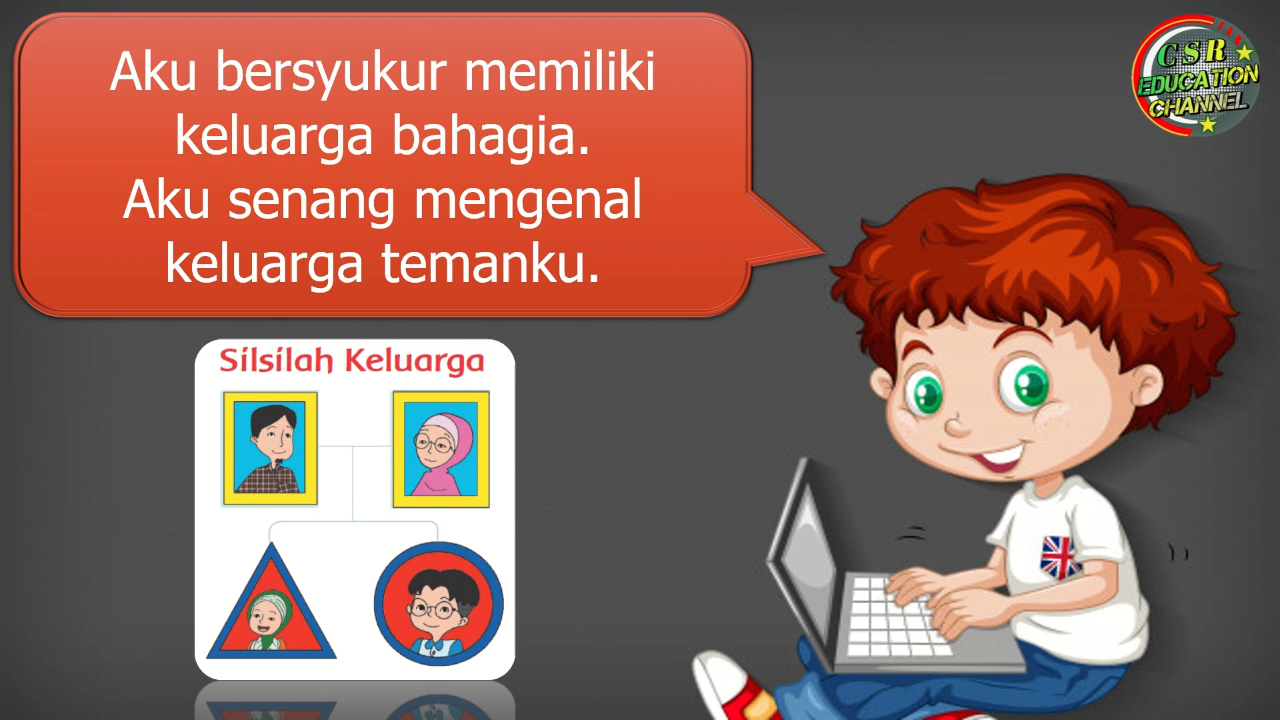 Aku bersyukur memiliki
keluarga bahagia.
Aku senang mengenal
keluarga temanku.
CSR
EDUCATION
CHANNEL
Silsilah Keluarga